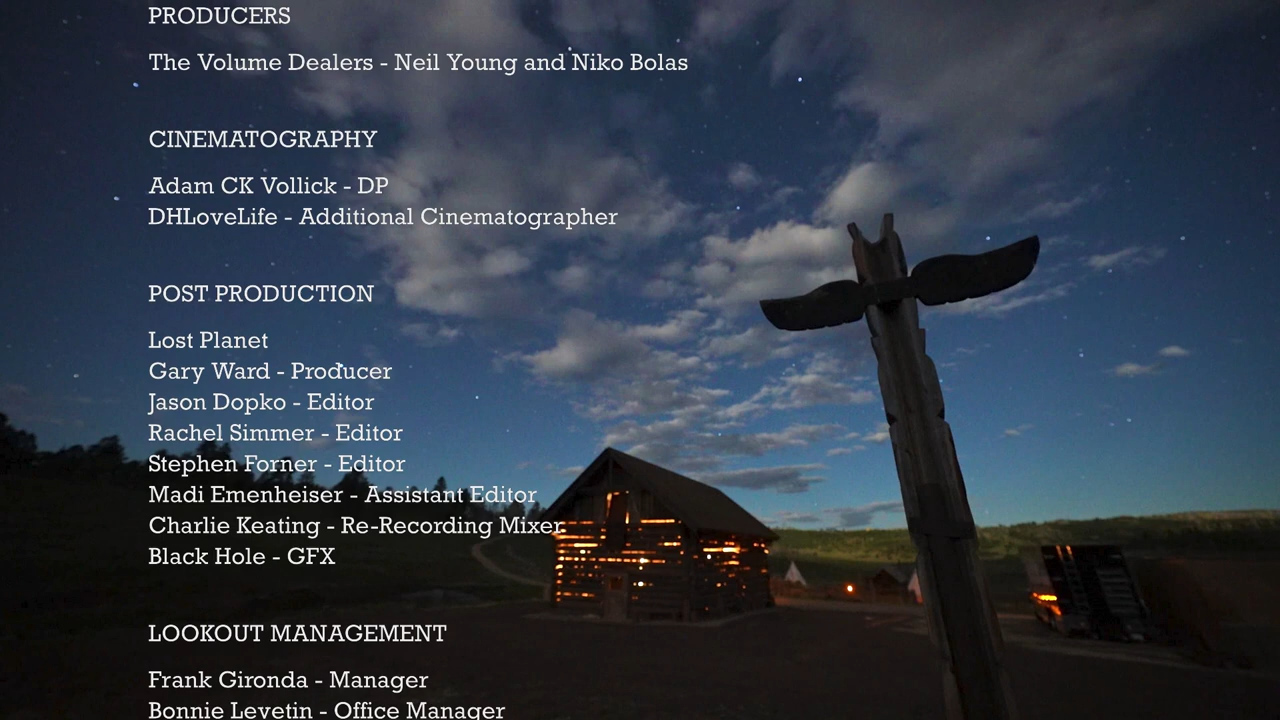 PRODUCERS
The Volume Dealers - Neil Young and Niko Bolas
CINEMATOGRAPHY
Adam CK Vollick - DP
DHLoveLife - Additional Cinematographer
POST PRODUCTION
Lost Planet
Gary Ward - Producer
Jason Dopko - Editor
Rachel Simmer - Editor
Stephen Forner - Editor
Madi Emenheiser - Assistant Editor
Charlie Keating - Re-Recording Mixer
Black Hole - GFX
LOOKOUT MANAGEMENT
Frank Gironda - Manager
Bonnie Levetin - Office Manager